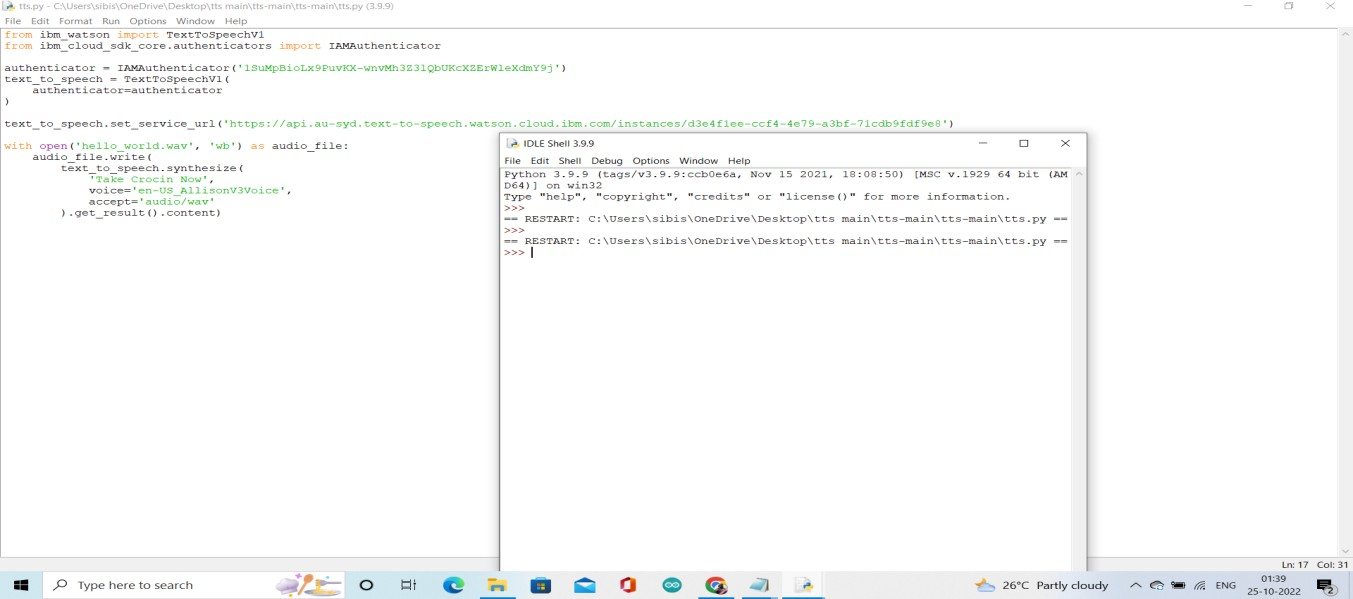 tts.py - C:\Users\sibis\OneDrive\Desktop\tts main\tts-main\tts-main\tts.py (3.9.9)
File Edit Format Run Options Window Help
from ibm_watson import TextToSpeechV1
from ibm_cloud_sdk_core.authenticators import IAMAuthenticator
authenticator = IAMAuthenticator('1SuMpBioLx9PuvKX-wnvMh3Z3lQbUKcXZErWleXdmY9j')
text_to_speech = TextToSpeechV1(
    authenticator=authenticator
)
text_to_speech.set_service_url('https://api.au-syd.text-to-speech.watson.cloud.ibm.com/instances/d3e4f1ee-ccf4-4e79-a3bf-71cdb9fdf9e8')
with open('hello_world.wav', 'wb') as audio_file:
    audio_file.write(
        text_to_speech.synthesize(
            'Take Crocin Now',
            voice='en-US_AllisonV3Voice',
            accept='audio/wav'
        ).get_result().content)
IDLE Shell 3.9.9
File Edit Shell Debug Options Window Help
Python 3.9.9 (tags/v3.9.9:ccb0e6a, Nov 15 2021, 18:08:50) [MSC v.1929 64 bit (AM
D64)] on win32
Type "help", "copyright", "credits" or "license()" for more information.
>>>
== RESTART: C:\Users\sibis\OneDrive\Desktop\tts main\tts-main\tts-main\tts.py ==
>>>
== RESTART: C:\Users\sibis\OneDrive\Desktop\tts main\tts-main\tts-main\tts.py ==
>>>
Ln: 17 Col: 31
Type here to search
26°C Partly cloudy
ENG
01:39
25-10-2022
2